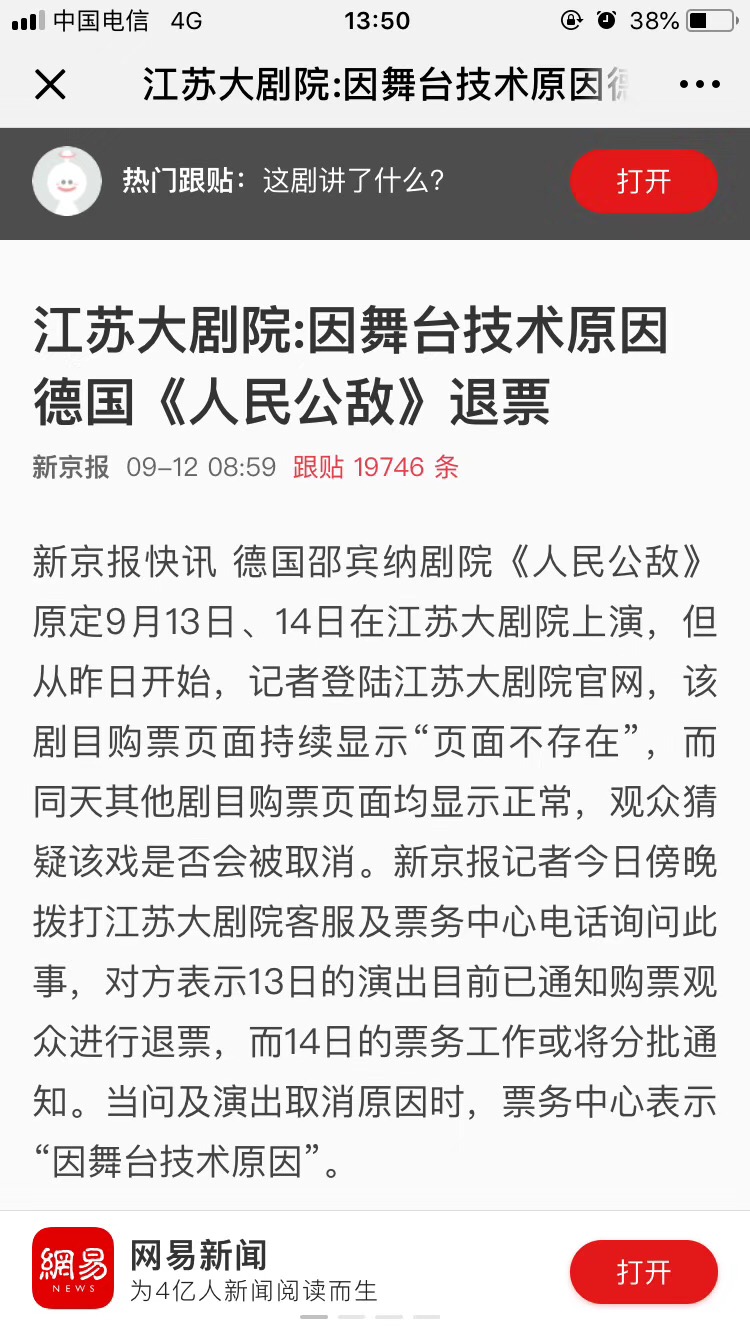 中国电信 4G 13:50 38%
江苏大剧院:因舞台技术原因
热门跟贴：这剧讲了什么？ 打开
江苏大剧院:因舞台技术原因
德国《人民公敌》退票
新京报 09-12 08:59 跟贴 19746 条
新京报快讯 德国邵宾纳剧院《人民公敌》
原定9月13日、14日在江苏大剧院上演，但
从昨日开始，记者登陆江苏大剧院官网，该
剧目购票页面持续显示“页面不存在”，而
同天其他剧目购票页面均显示正常，观众猜
疑该戏是否会被取消。新京报记者今日傍晚
拨打江苏大剧院客服及票务中心电话询问此
事，对方表示13日的演出目前已通知购票观
众进行退票，而14日的票务工作或将分批通
知。当问及演出取消原因时，票务中心表示
“因舞台技术原因”。
網易 NEWS
网易新闻
为4亿人新闻阅读而生
打开